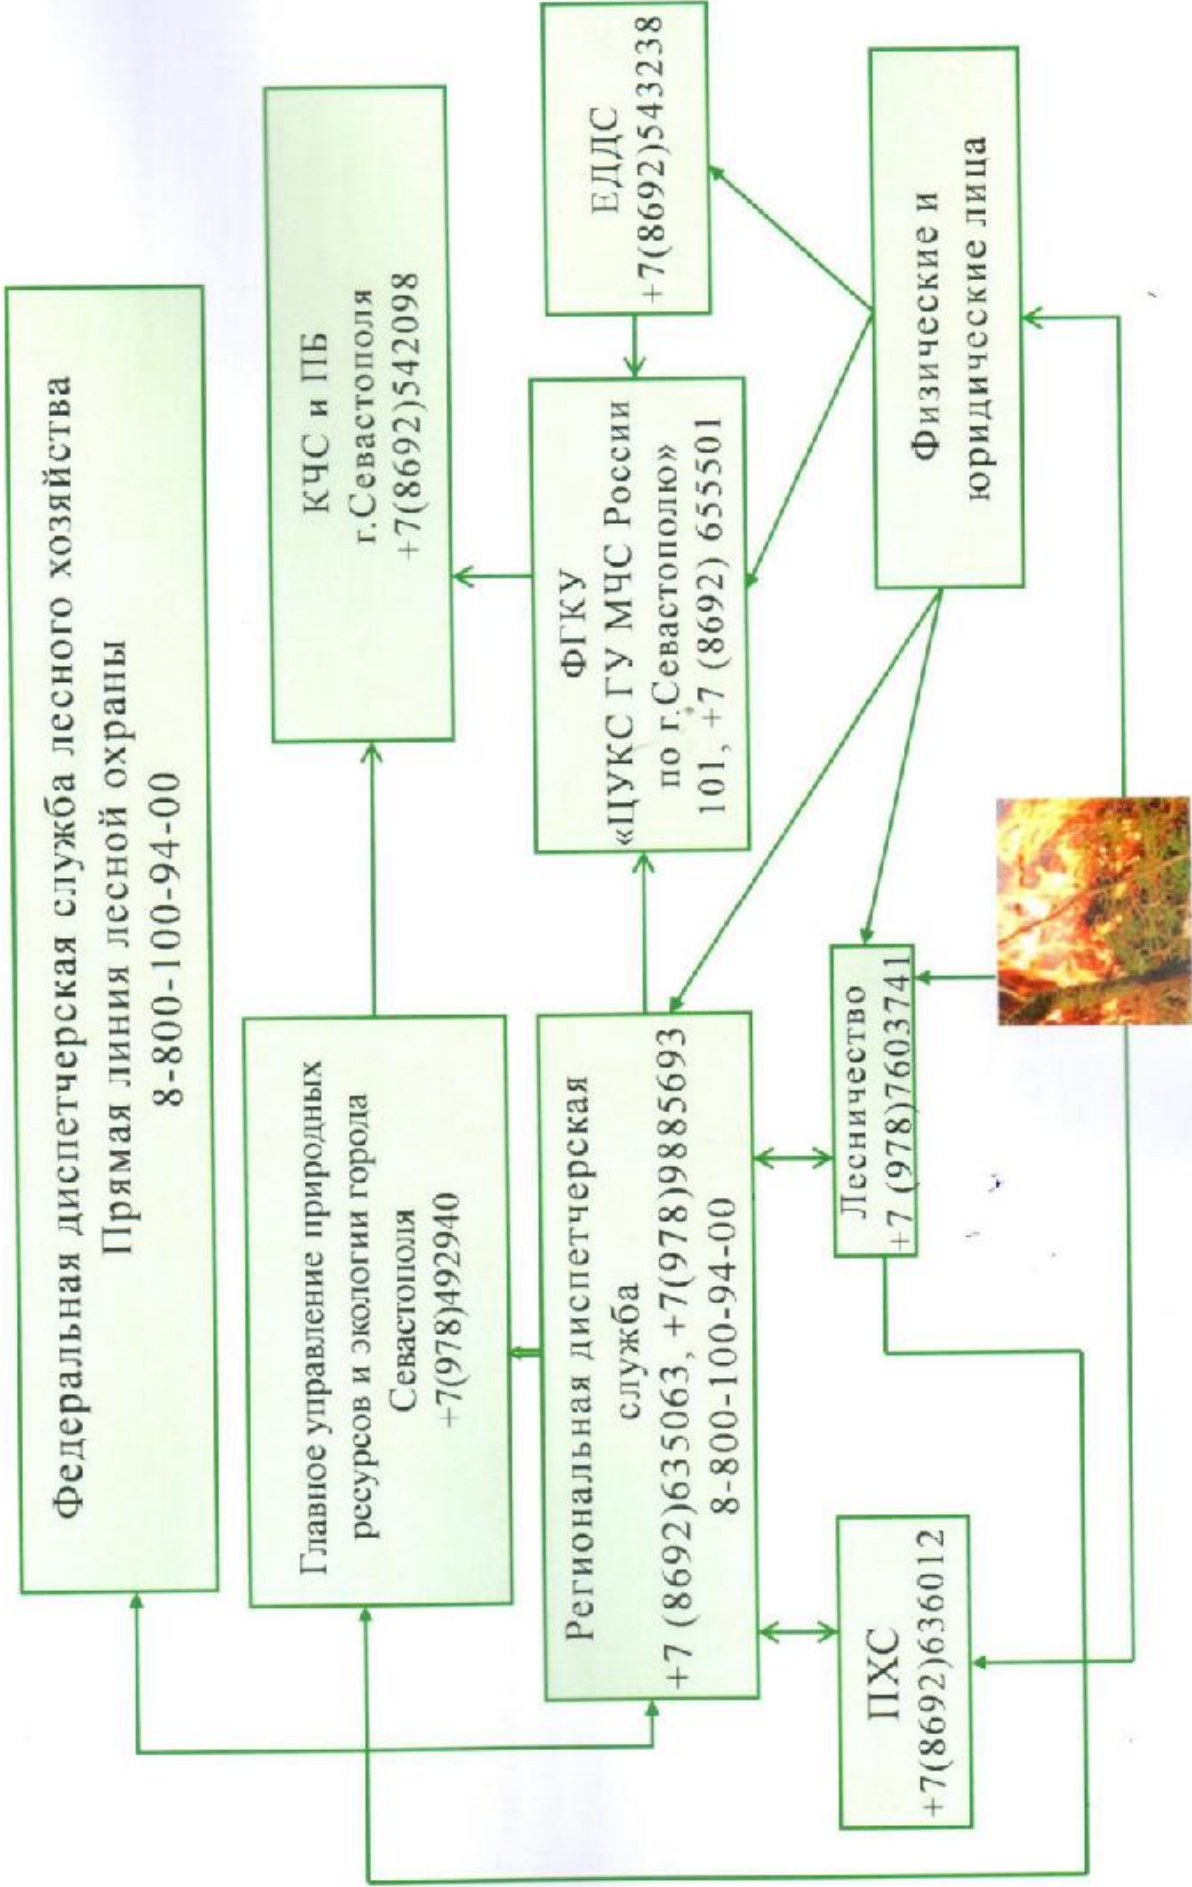 Федеральная диспетчерская служба лесного хозяйства
Прямая линия лесной охраны
8-800-100-94-00
Главное управление природных
ресурсов и экологии города
Севастополя
+7(978)492940
КЧС и ПБ
г.Севастополя
+7(8692)542098
Региональная диспетчерская
служба
+7 (8692)635063, +7(978)9885693
8-800-100-94-00
ФГКУ
«ЦУКС ГУ МЧС России
по г.Севастополю»
101, +7 (8692) 655501
ЕДДС
+7(8692)543238
ПХС
+7(8692)636012
Лесничество
+7 (978)7603741
Физические и
юридические лица